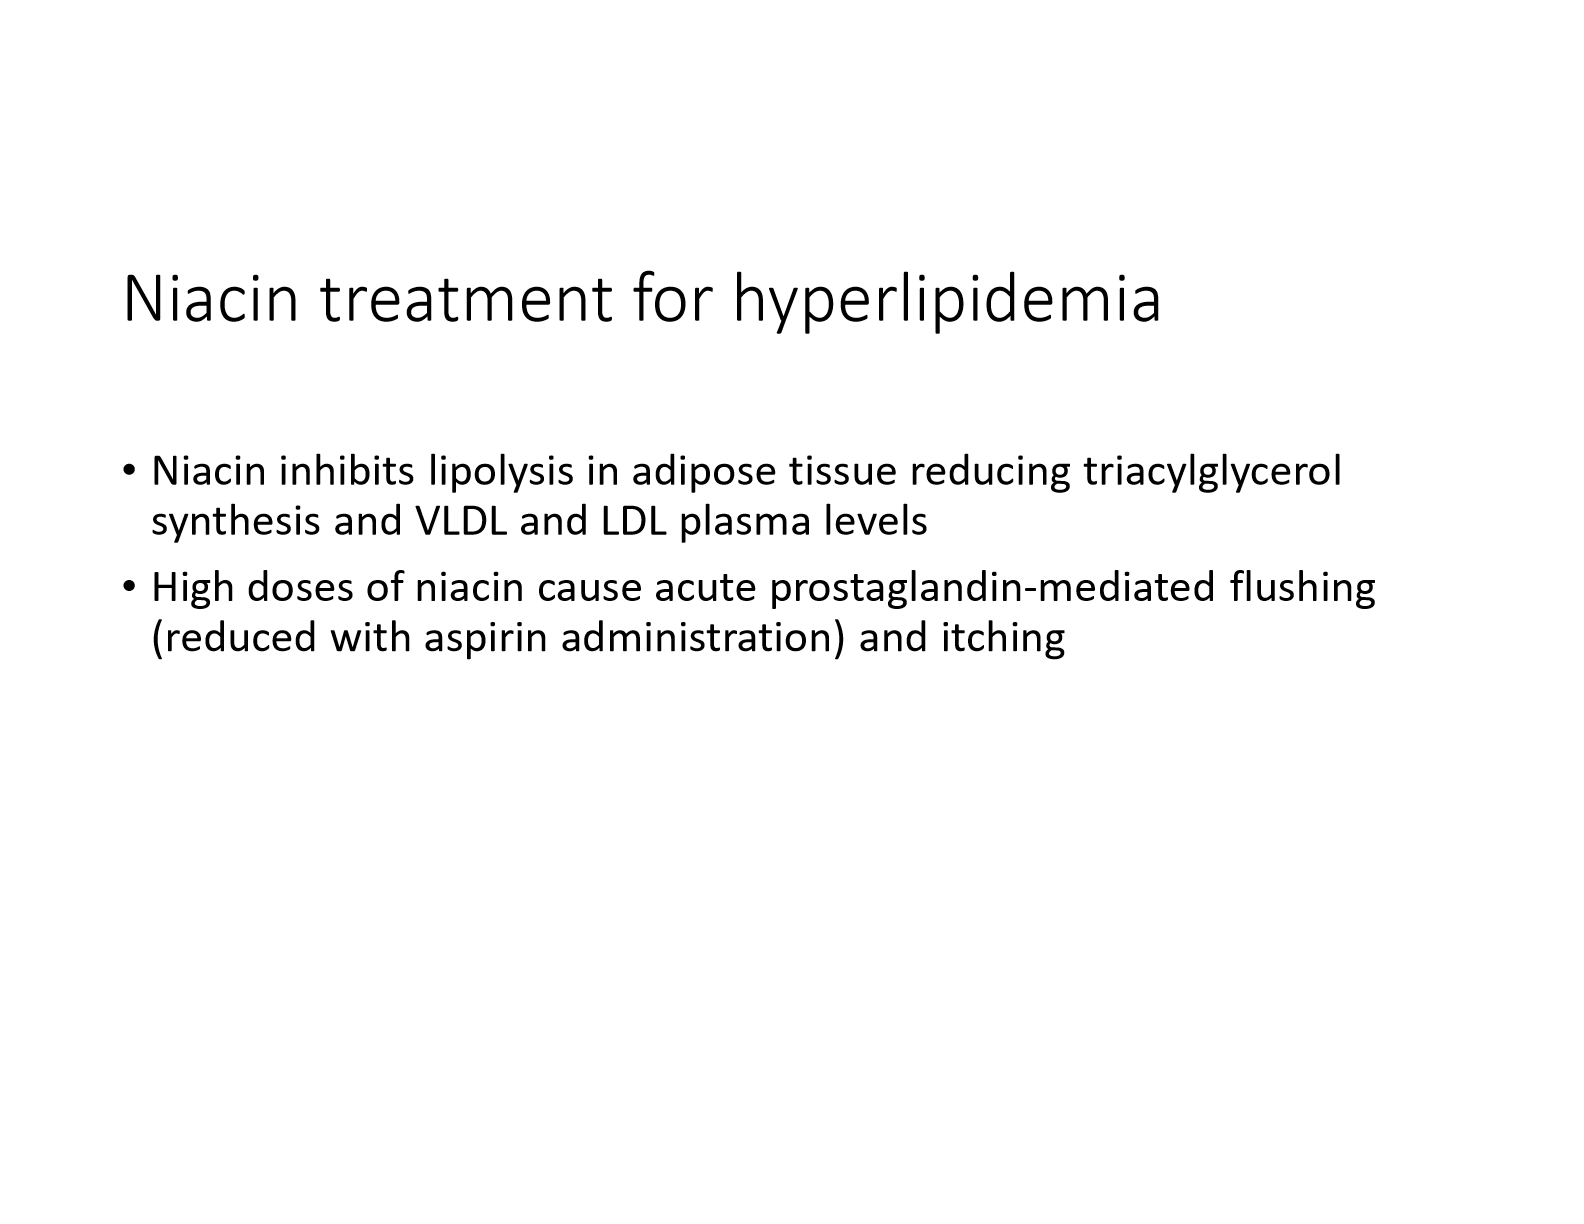 Niacin treatment for hyperlipidemia
• Niacin inhibits lipolysis in adipose tissue reducing triacylglycerol
synthesis and VLDL and LDL plasma levels
• High doses of niacin cause acute prostaglandin-mediated flushing
(reduced with aspirin administration) and itching